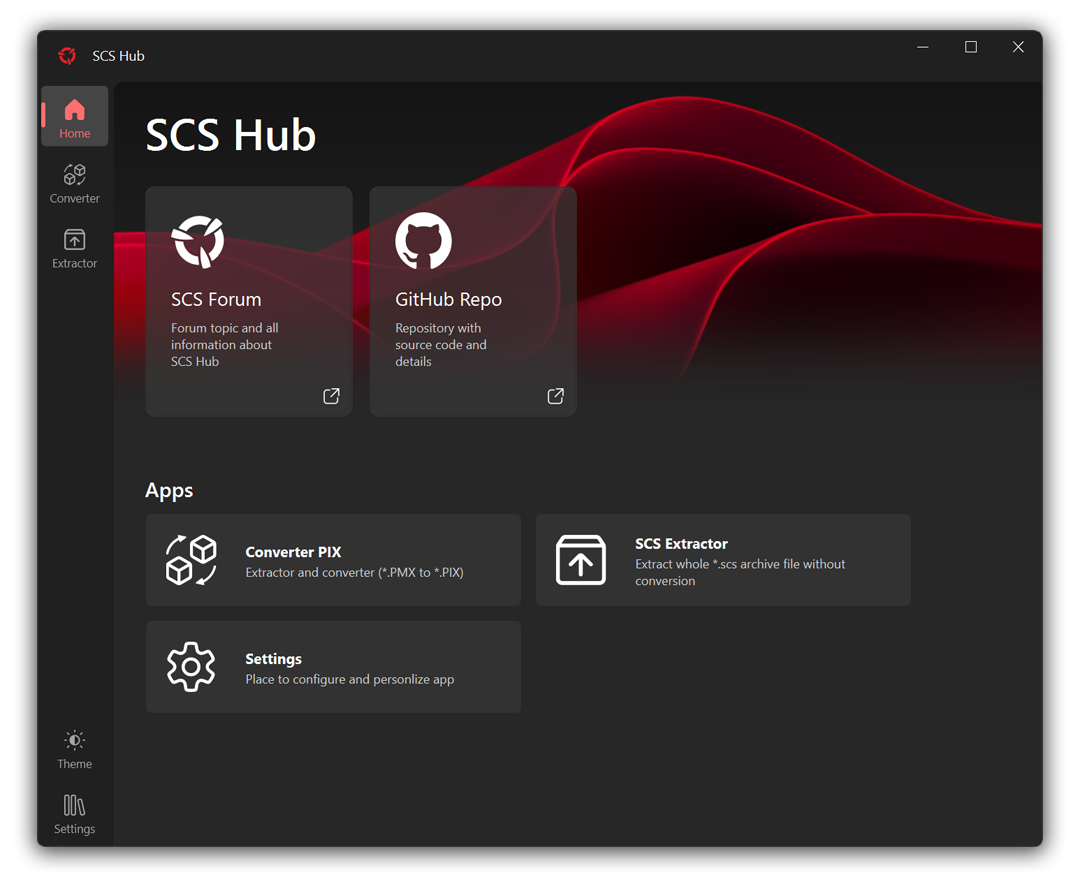 SCS Hub
Home
Converter
Extractor
SCS Hub
SCS Forum
Forum topic and all
information about
SCS Hub
GitHub Repo
Repository with
source code and
details
Apps
Converter PIX
Extractor and converter (*.PMX to *.PIX)
SCS Extractor
Extract whole *.scs archive file without
conversion
Settings
Place to configure and personlize app
Theme
Settings